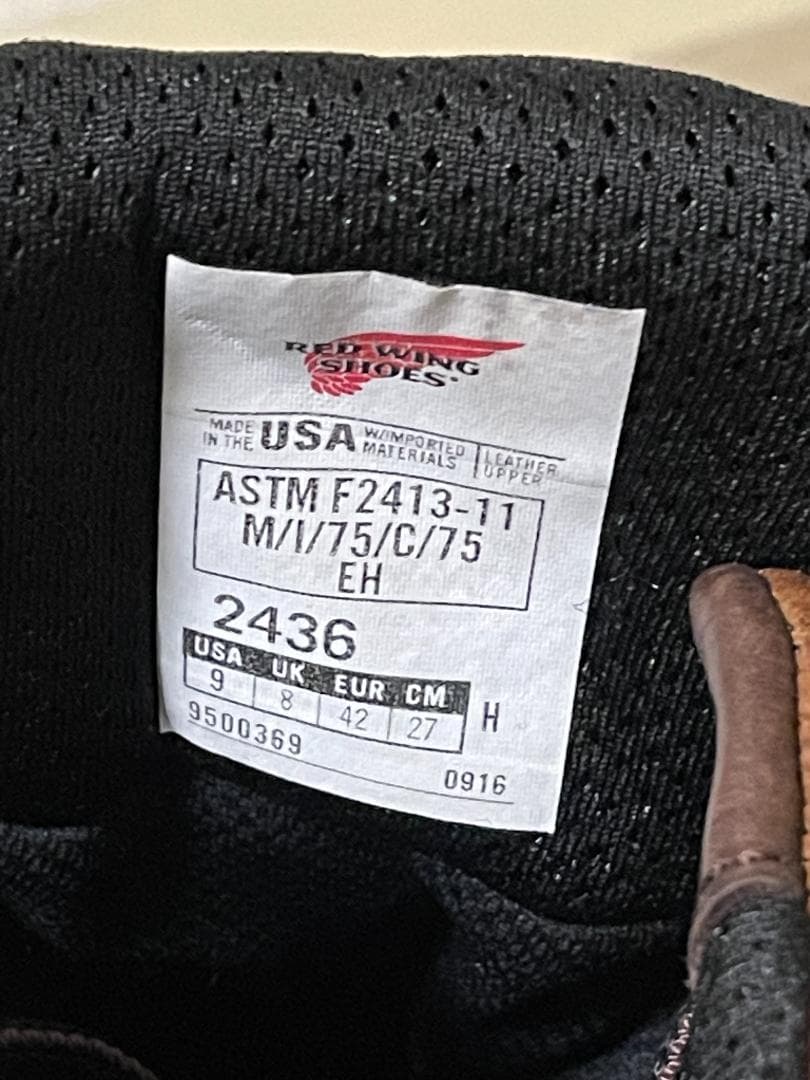 RED WING
SHOES
MADE IN THE USA W/IMPORTED MATERIALS LEATHER UPPER
ASTM F2413-11
M/I/75/C/75
EH
2436
USA UK EUR CM
9 8 42 27 H
9500369
0916